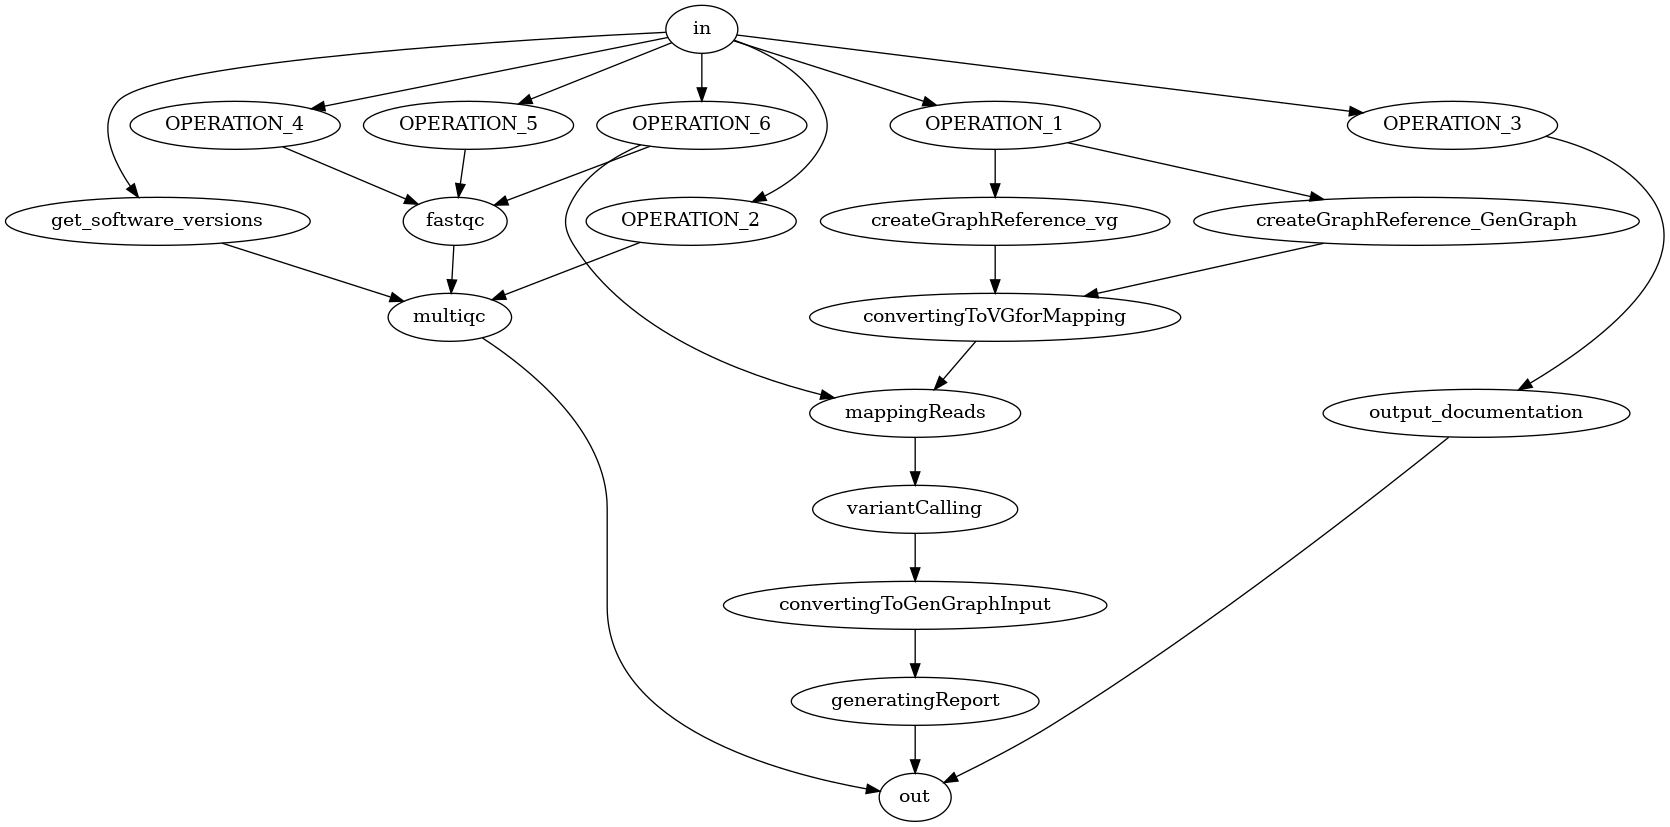 in
OPERATION_4
OPERATION_5
OPERATION_6
OPERATION_1
OPERATION_3
get_software_versions
fastqc
OPERATION_2
createGraphReference_vg
createGraphReference_GenGraph
multiqc
convertingToVGforMapping
mappingReads
output_documentation
variantCalling
convertingToGenGraphInput
generatingReport
out